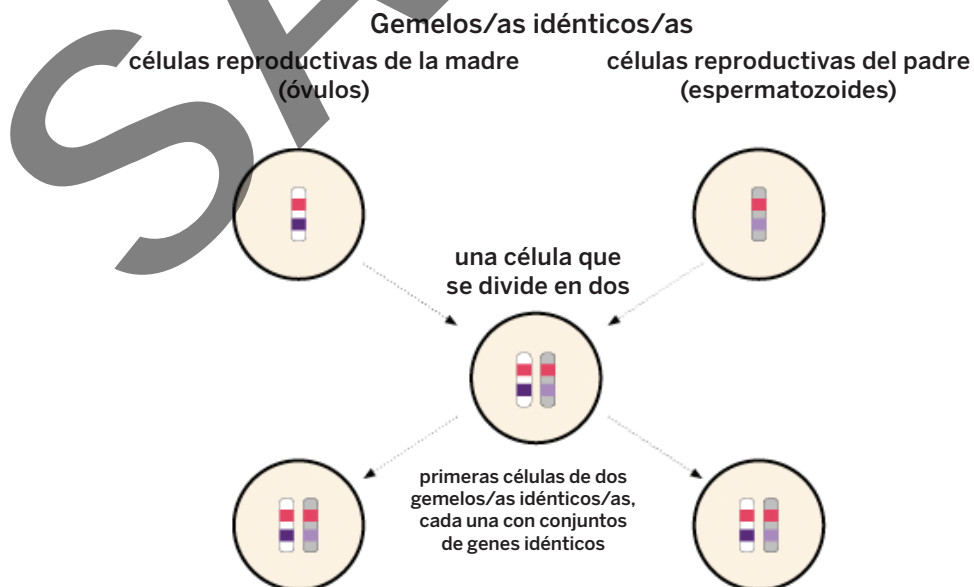 Gemelos/as idénticos/as
células reproductivas de la madre
(óvulos)
células reproductivas del padre
(espermatozoides)
una célula que
se divide en dos
primeras células de dos
gemelos/as idénticos/as,
cada una con conjuntos
de genes idénticos